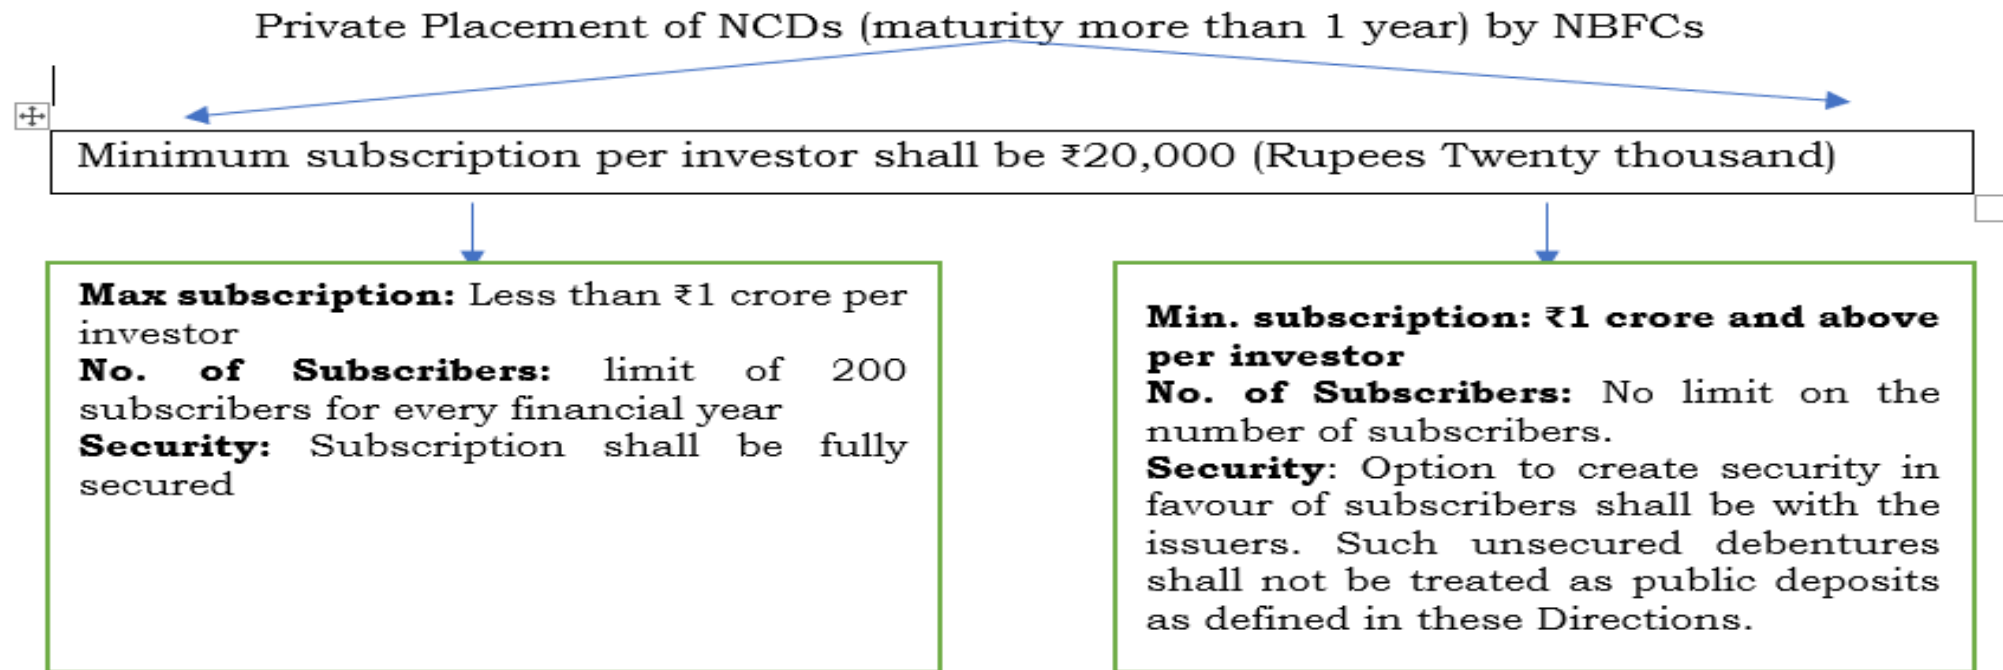 Private Placement of NCDs (maturity more than 1 year) by NBFCs
Minimum subscription per investor shall be ₹20,000 (Rupees Twenty thousand)
Max subscription: Less than ₹1 crore per
investor
No. of Subscribers: limit of 200
subscribers for every financial year
Security: Subscription shall be fully
secured
Min. subscription: ₹1 crore and above
per investor
No. of Subscribers: No limit on the
number of subscribers.
Security: Option to create security in
favour of subscribers shall be with the
issuers. Such unsecured debentures
shall not be treated as public deposits
as defined in these Directions.